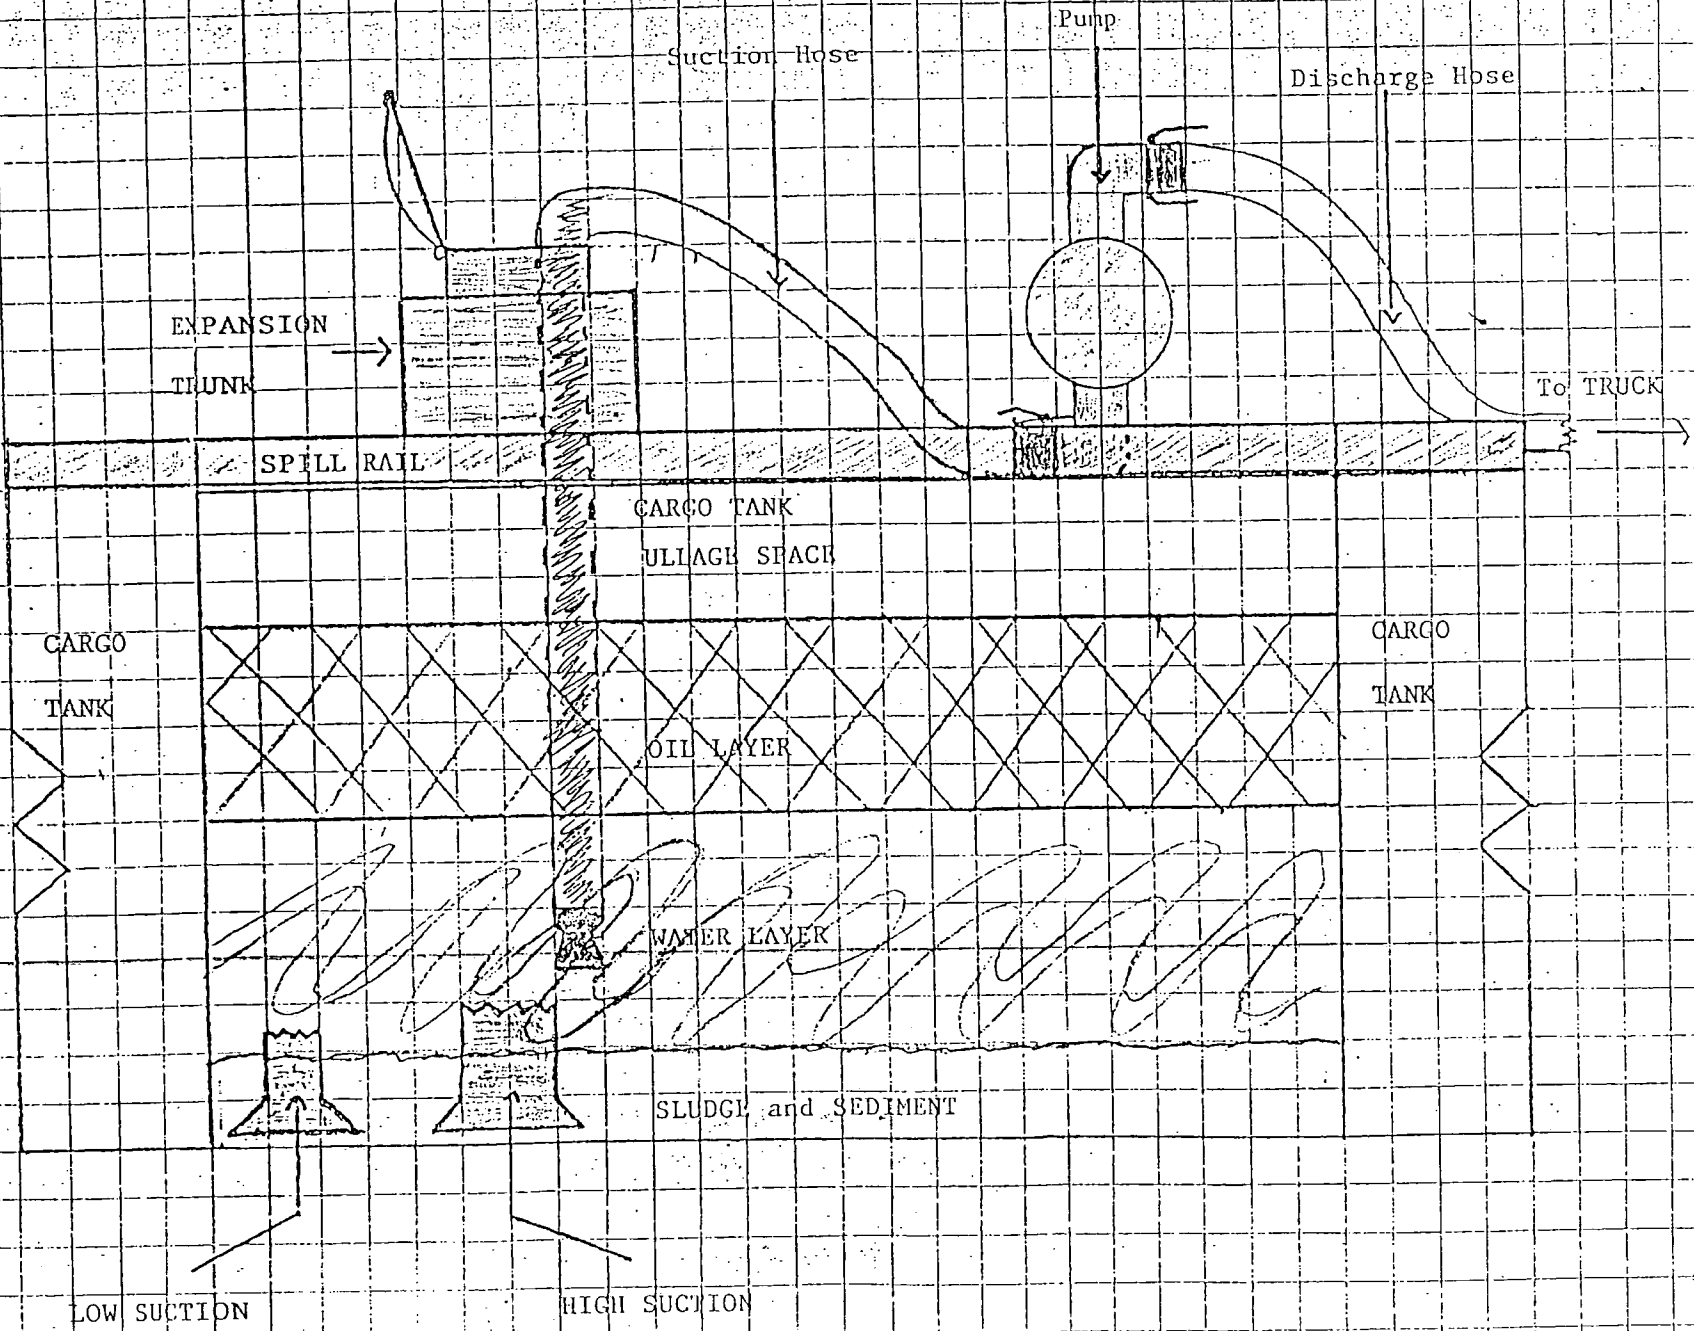 Pump
Suction Hose
Discharge Hose
EXPANSION
TRUNK
To TRUCK
SPILL RAIL
CARGO TANK
ULLAGE SPACE
CARGO
TANK
CARGO
TANK
OIL LAYER
WATER LAYER
SLUDGE and SEDIMENT
LOW SUCTION
HIGH SUCTION